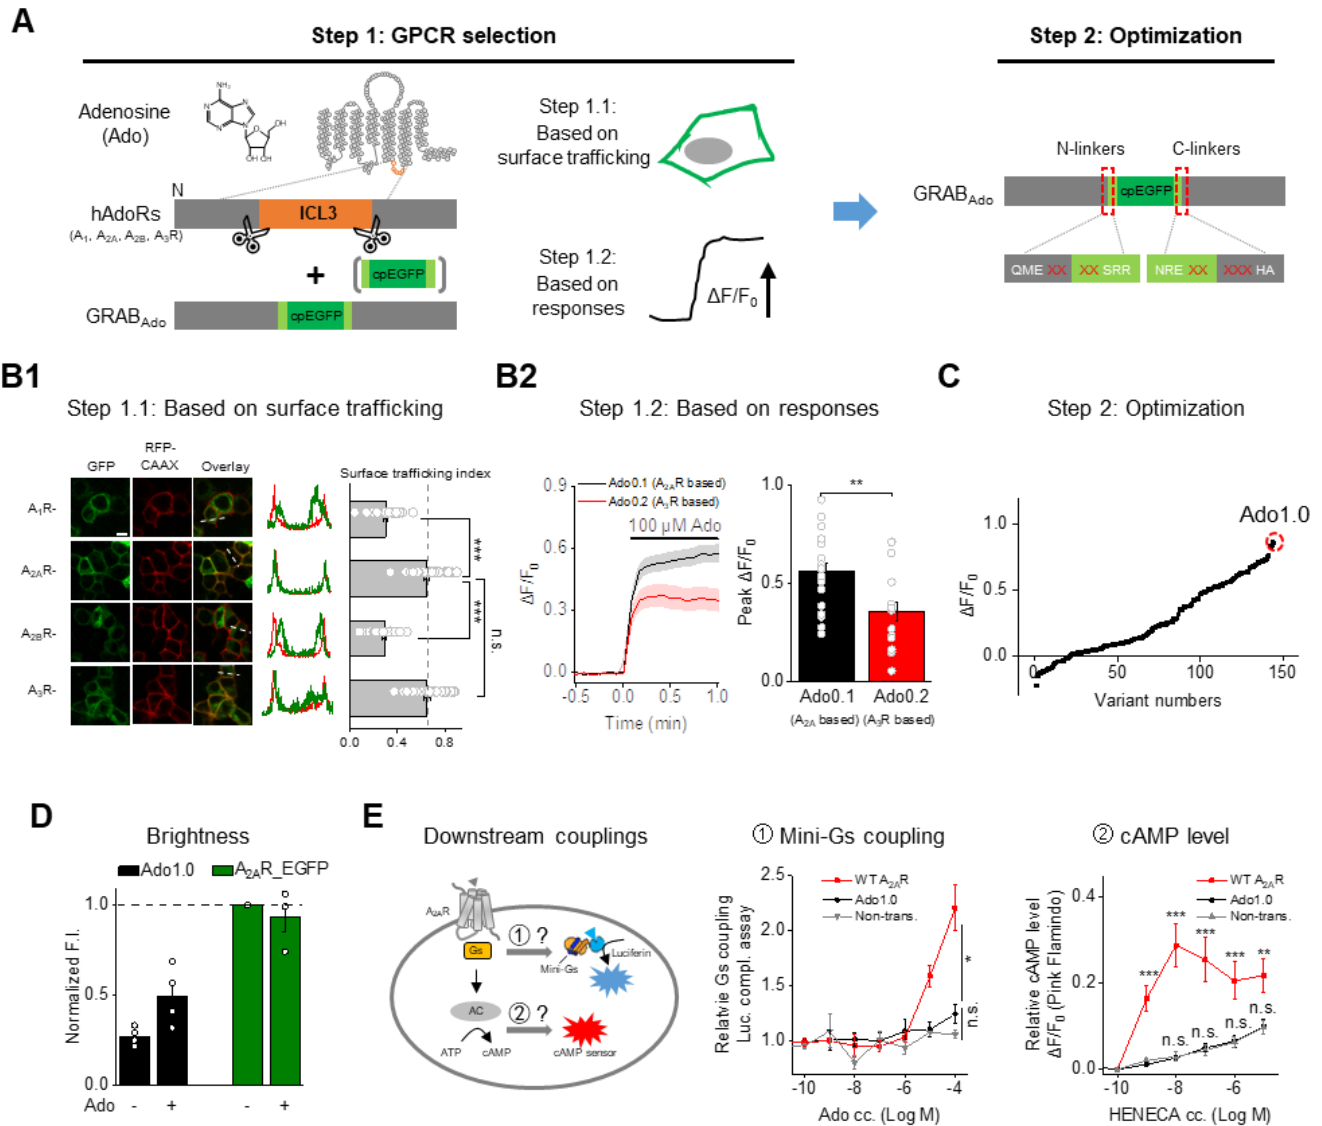 A
Step 1: GPCR selection
Step 2: Optimization
Adenosine
(Ado)
NH₂
N
N
N
N
O
OH
OH OH
N
hAdoRs
(A₁, A₂A, A₂B, A₃R)
ICL3
+
cpEGFP
GRABAdo
cpEGFP
Step 1.1:
Based on
surface trafficking
Step 1.2:
Based on
responses
ΔF/F₀
N-linkers
C-linkers
GRABAdo
cpEGFP
QME XX XX SRR
NRE XX XXX HA
B1
Step 1.1: Based on surface trafficking
GFP
RFP-
CAAX
Overlay
Surface trafficking index
A₁R-
A₂AR-
A₂BR-
A₃R-
***
***
n.s.
0.0 0.4 0.8
B2
Step 1.2: Based on responses
Ado0.1 (A₂AR based)
Ado0.2 (A₃R based)
100 µM Ado
ΔF/F₀
0.9
0.6
0.3
0.0
-0.5 0.0 0.5 1.0
Time (min)
**
Peak ΔF/F₀
1.0
0.5
0.0
Ado0.1 Ado0.2
(A₂A based) (A₃R based)
C
Step 2: Optimization
Ado1.0
ΔF/F₀
1.0
0.5
0.0
0 50 100 150
Variant numbers
D
Brightness
Ado1.0 A₂AR_EGFP
Normalized F.I.
1.0
0.5
0.0
Ado - + - +
E
Downstream couplings
A₂AR
Gs
① ?
Mini-Gs
Luciferin
AC
② ?
ATP cAMP
cAMP sensor
① Mini-Gs coupling
WT A₂AR
Ado1.0
Non-trans.
Relatvie Gs coupling
Luc. compl. assay
2.5
2.0
1.5
1.0
*
n.s.
-10 -8 -6 -4
Ado cc. (Log M)
② cAMP level
WT A₂AR
Ado1.0
Non-trans.
Relative cAMP level
ΔF/F₀ (Pink Flamindo)
0.4
0.2
0.0
***
***
***
***
**
n.s.
n.s.
n.s.
n.s.
-10 -8 -6
HENECA cc. (Log M)